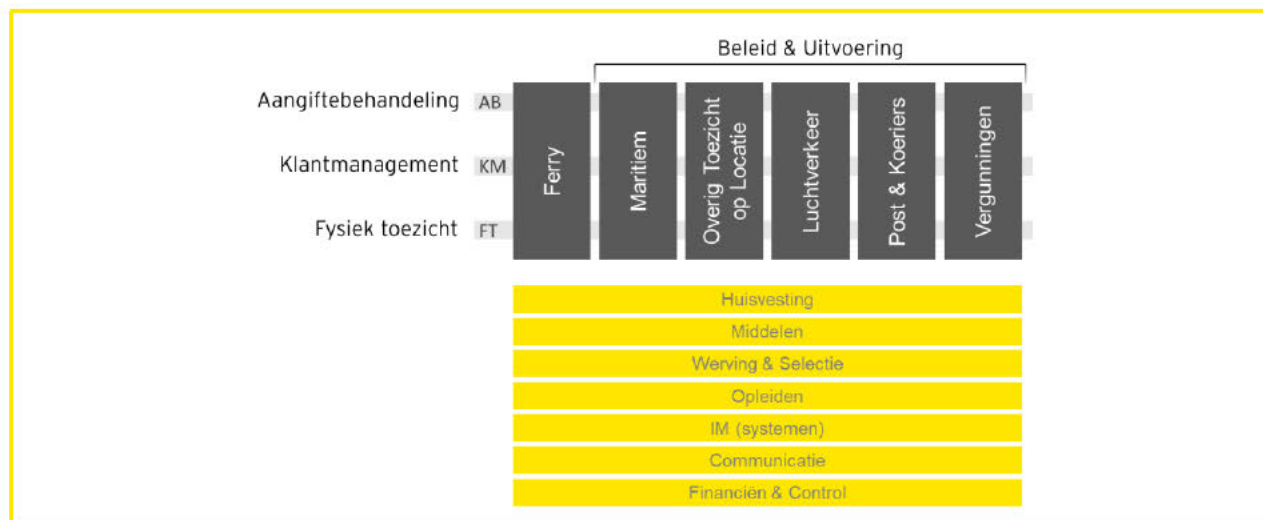 Beleid & Uitvoering
Aangiftebehandeling AB
Klantmanagement KM
Fysiek toezicht FT
Ferry
Maritiem
Overig Toezicht
op Locatie
Luchtverkeer
Post & Koeriers
Vergunningen
Huisvesting
Middelen
Werving & Selectie
Opleiden
IM (systemen)
Communicatie
Financiën & Control